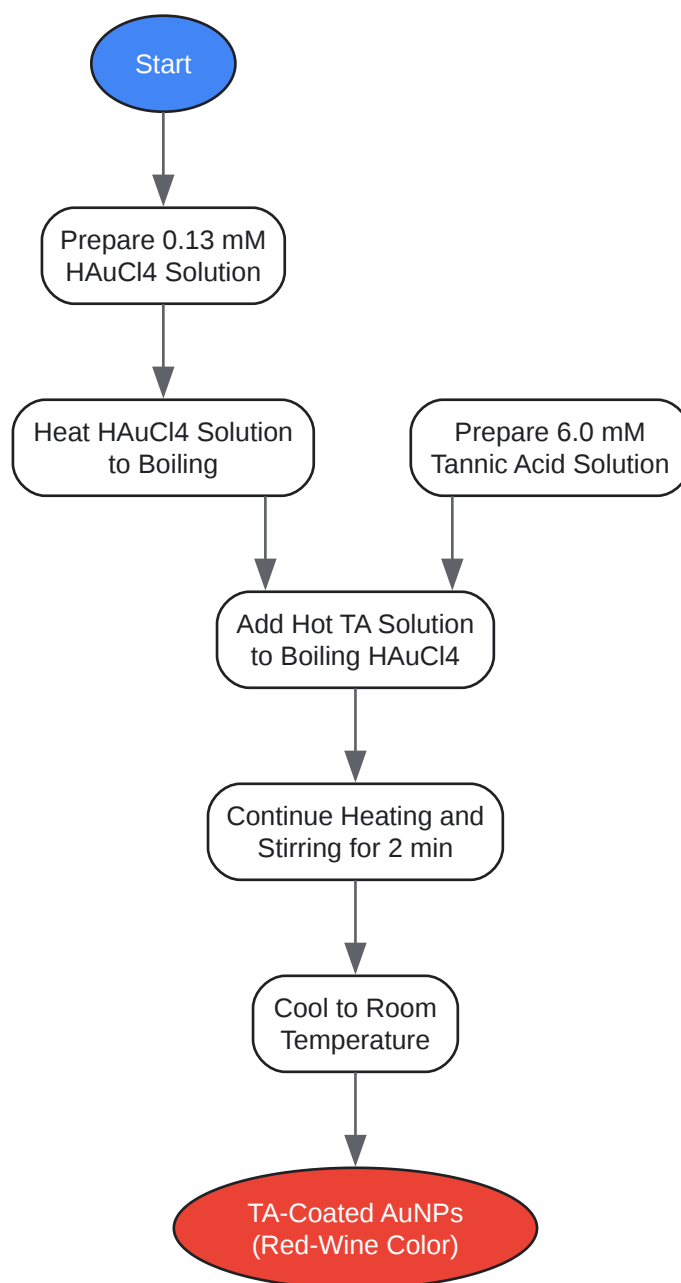 Start
Prepare 0.13 mM
HAuCl4 Solution
Heat HAuCl4 Solution
to Boiling
Prepare 6.0 mM
Tannic Acid Solution
Add Hot TA Solution
to Boiling HAuCl4
Continue Heating and
Stirring for 2 min
Cool to Room
Temperature
TA-Coated AuNPs
(Red-Wine Color)